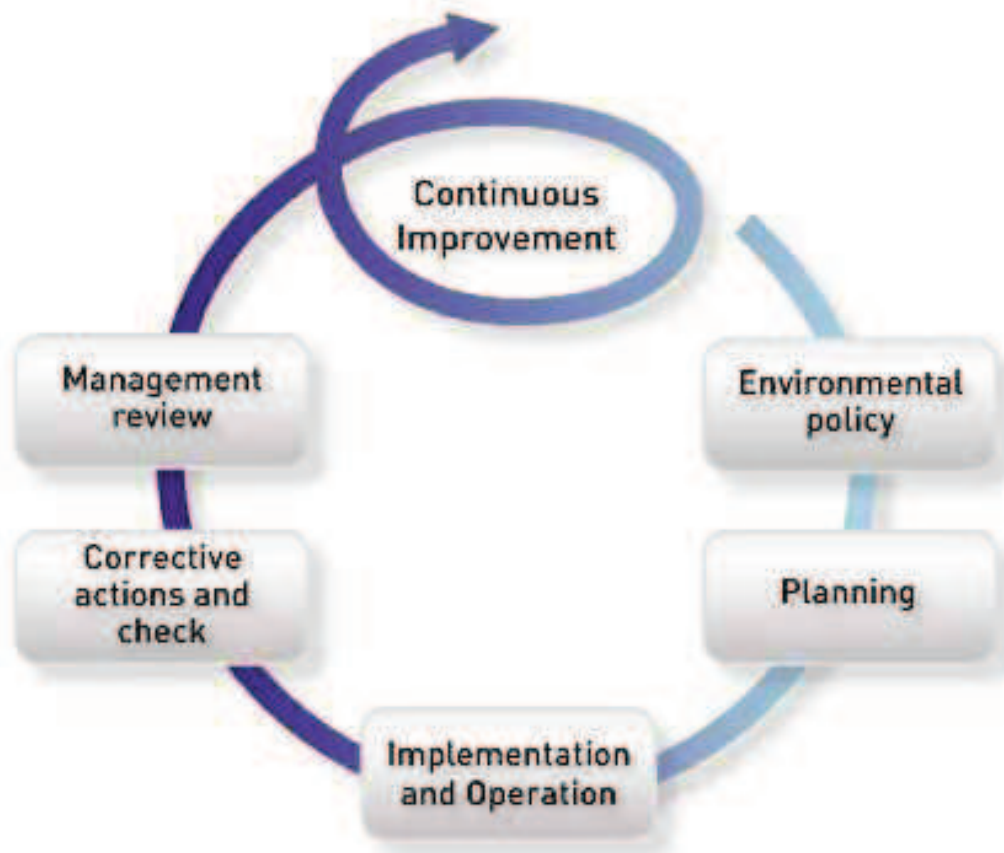 Continuous
Improvement
Management
review
Environmental
policy
Corrective
actions and
check
Planning
Implementation
and Operation